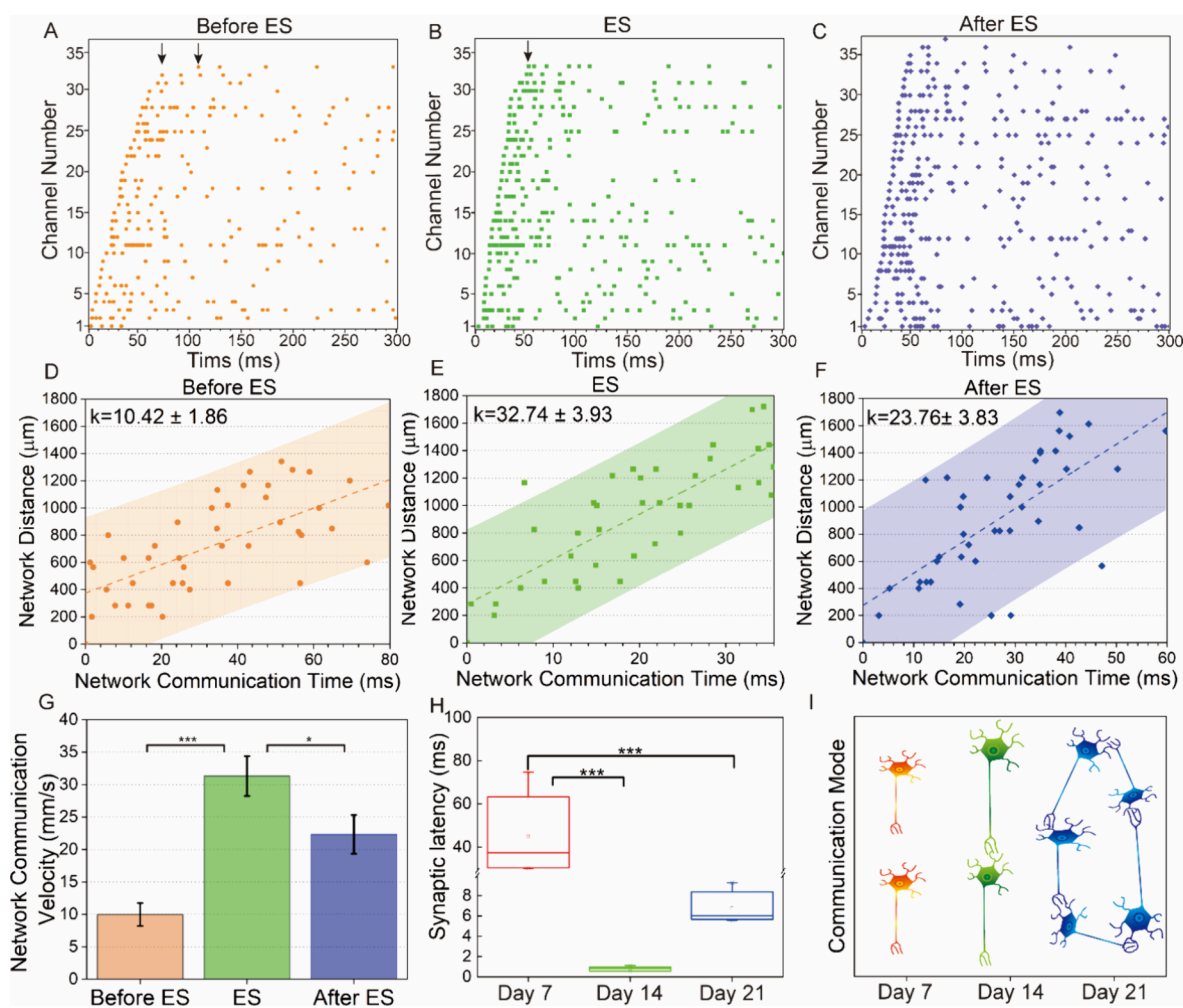 A
Before ES
B
ES
C
After ES
Channel Number
35
30
25
20
15
10
5
1
0
50
100
150
200
250
300
Tims (ms)
Channel Number
35
30
25
20
15
10
5
1
0
50
100
150
200
250
300
Tims (ms)
Channel Number
35
30
25
20
15
10
5
1
0
50
100
150
200
250
300
Tims (ms)
D
Before ES
k=10.42 ± 1.86
Network Distance (μm)
1800
1600
1400
1200
1000
800
600
400
200
0
0
20
40
60
80
Network Communication Time (ms)
E
ES
k=32.74 ± 3.93
Network Distance (μm)
1800
1600
1400
1200
1000
800
600
400
200
0
0
10
20
30
Network Communication Time (ms)
F
After ES
k=23.76± 3.83
Network Distance (μm)
1800
1600
1400
1200
1000
800
600
400
200
0
0
10
20
30
40
50
60
Network Communication Time (ms)
G
Network Communication
Velocity (mm/s)
40
35
30
25
20
15
10
5
0
***
*
Before ES
ES
After ES
H
Synaptic latency (ms)
100
80
60
40
8
6
4
2
0
***
***
Day 7
Day 14
Day 21
I
Communication Mode
Day 7
Day 14
Day 21